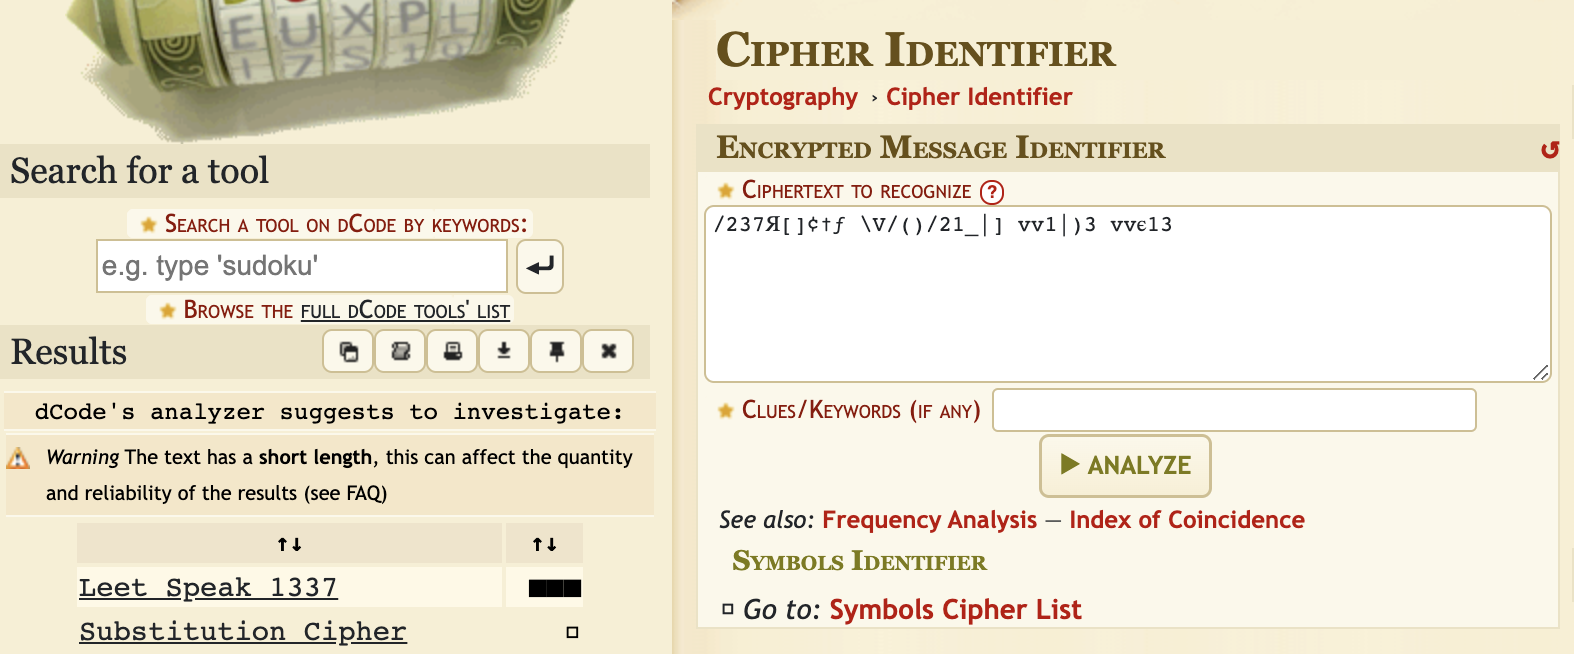 EUXPL
17S10
Search for a tool
★ Search a tool on dCode by keywords:
e.g. type 'sudoku'
★ Browse the full dCode tools' list
Results
dCode's analyzer suggests to investigate:
Warning The text has a short length, this can affect the quantity
and reliability of the results (see FAQ)
↑↓ ↑↓
Leet Speak 1337 ■■■
Substitution Cipher □
Cipher Identifier
Cryptography › Cipher Identifier
Encrypted Message Identifier ↺
★ Ciphertext to recognize ?
/237Я[]¢†ƒ \V/()/21_|] vv1|)3 vvє13
★ Clues/Keywords (if any)
▶ ANALYZE
See also: Frequency Analysis — Index of Coincidence
Symbols Identifier
□ Go to: Symbols Cipher List